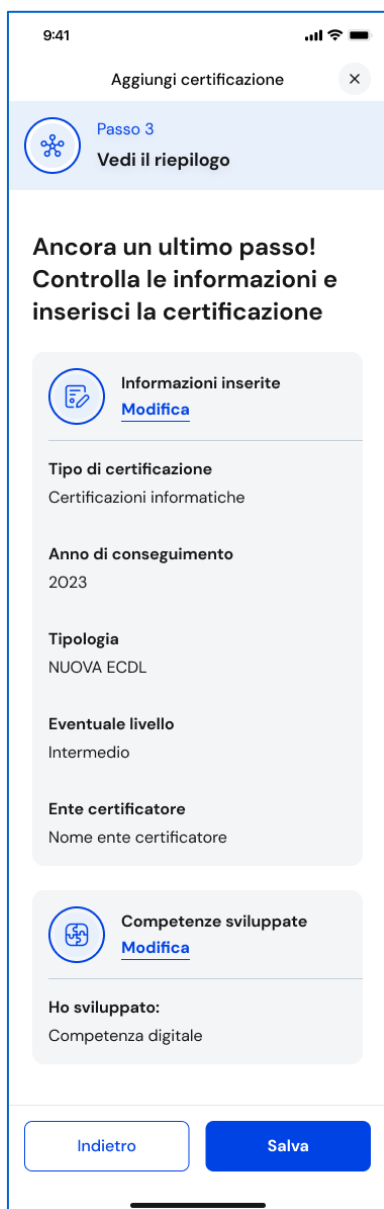 9:41
Aggiungi certificazione
Passo 3
Vedi il riepilogo
Ancora un ultimo passo!
Controlla le informazioni e
inserisci la certificazione
Informazioni inserite
Modifica
Tipo di certificazione
Certificazioni informatiche
Anno di conseguimento
2023
Tipologia
NUOVA ECDL
Eventuale livello
Intermedio
Ente certificatore
Nome ente certificatore
Competenze sviluppate
Modifica
Ho sviluppato:
Competenza digitale
Indietro
Salva